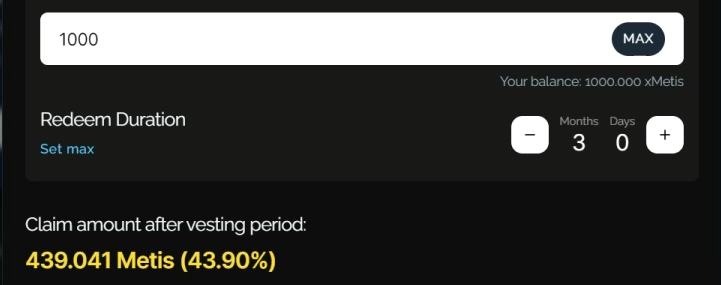 1000
MAX
Your balance: 1000.000 xMetis
Redeem Duration
Set max
−
Months Days
3 0
+
Claim amount after vesting period:
439.041 Metis (43.90%)